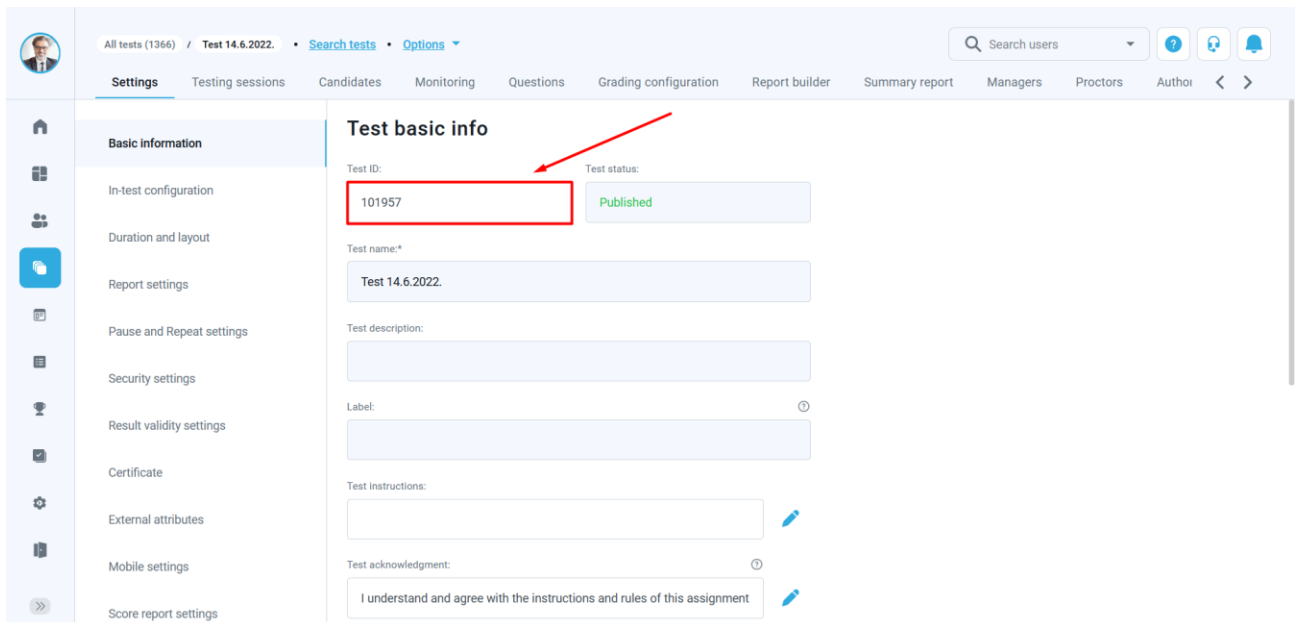 All tests (1366) / Test 14.6.2022. • Search tests • Options
Search users
?
Settings Testing sessions Candidates Monitoring Questions Grading configuration Report builder Summary report Managers Proctors Author
Basic information
In-test configuration
Duration and layout
Report settings
Pause and Repeat settings
Security settings
Result validity settings
Certificate
External attributes
Mobile settings
Score report settings
Test basic info
Test ID: Test status:
101957 Published
Test name:*
Test 14.6.2022.
Test description:
Label: ?
Test instructions:
Test acknowledgment: ?
I understand and agree with the instructions and rules of this assignment